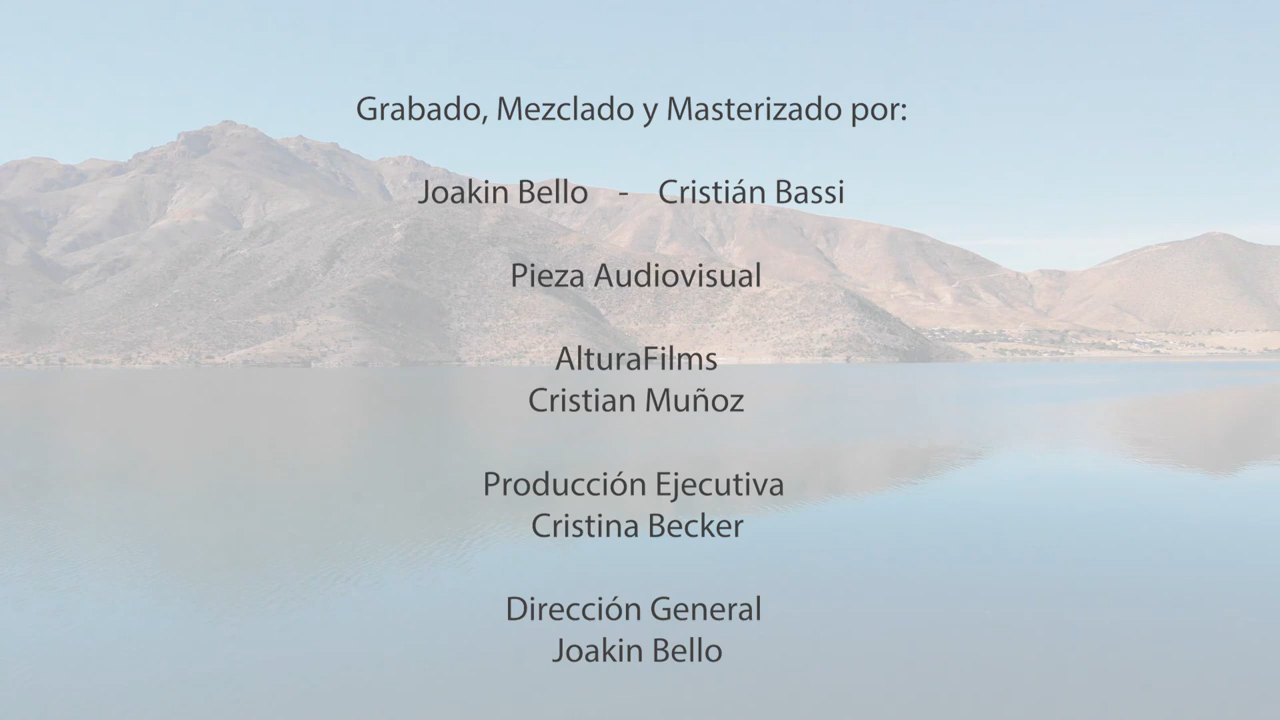 Grabado, Mezclado y Masterizado por:
Joakin Bello - Cristián Bassi
Pieza Audiovisual
AlturaFilms
Cristian Muñoz
Producción Ejecutiva
Cristina Becker
Dirección General
Joakin Bello